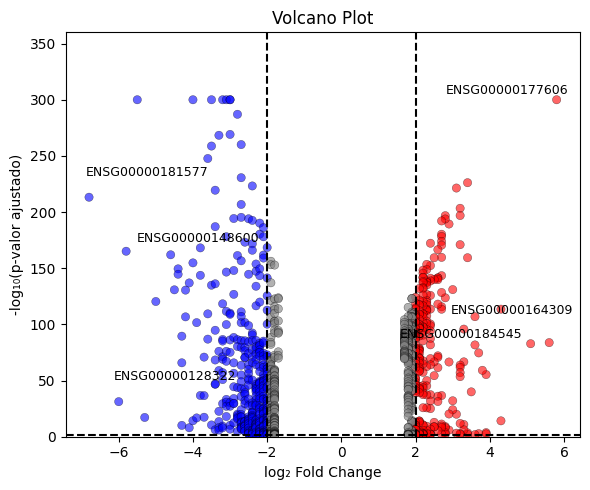 Volcano Plot
350
300
250
200
150
100
50
0
-log₁₀(p-valor ajustado)
ENSG00000177606
ENSG00000181577
ENSG00000148600
ENSG00000164309
ENSG00000184545
ENSG00000128322
−6
−4
−2
0
2
4
6
log₂ Fold Change